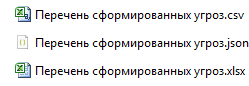 Перечень сформированных угроз.csv
Перечень сформированных угроз.json
Перечень сформированных угроз.xlsx